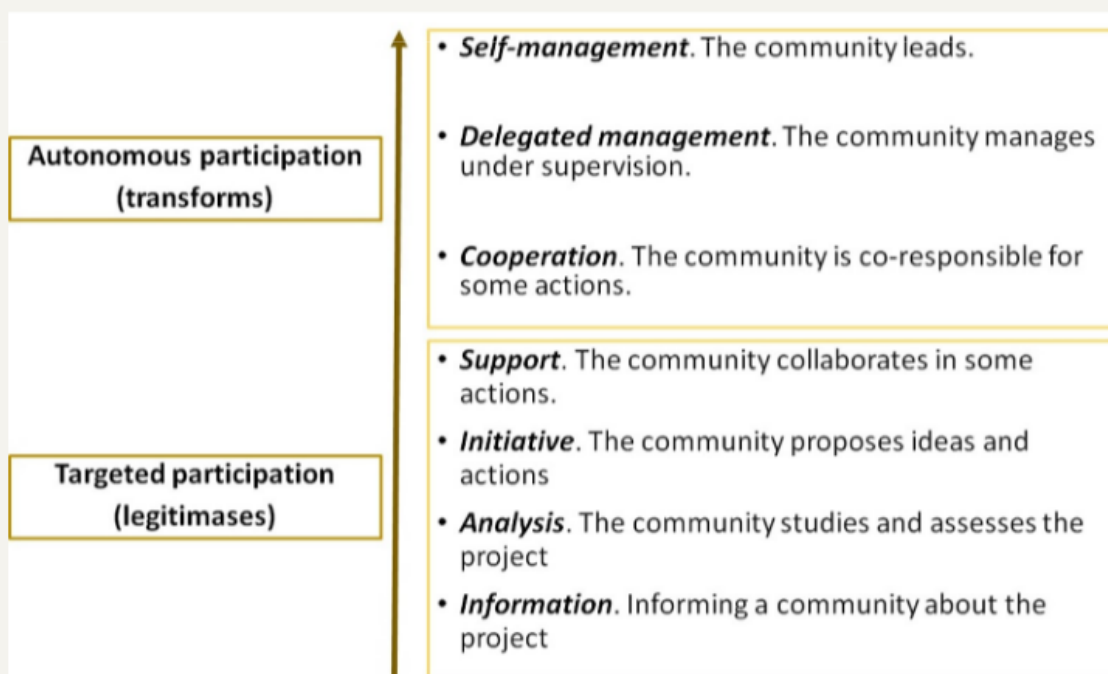 • Self-management. The community leads.
Autonomous participation
(transforms)
• Delegated management. The community manages
under supervision.
• Cooperation. The community is co-responsible for
some actions.
• Support. The community collaborates in some
actions.
• Initiative. The community proposes ideas and
actions
Targeted participation
(legitimases)
• Analysis. The community studies and assesses the
project
• Information. Informing a community about the
project